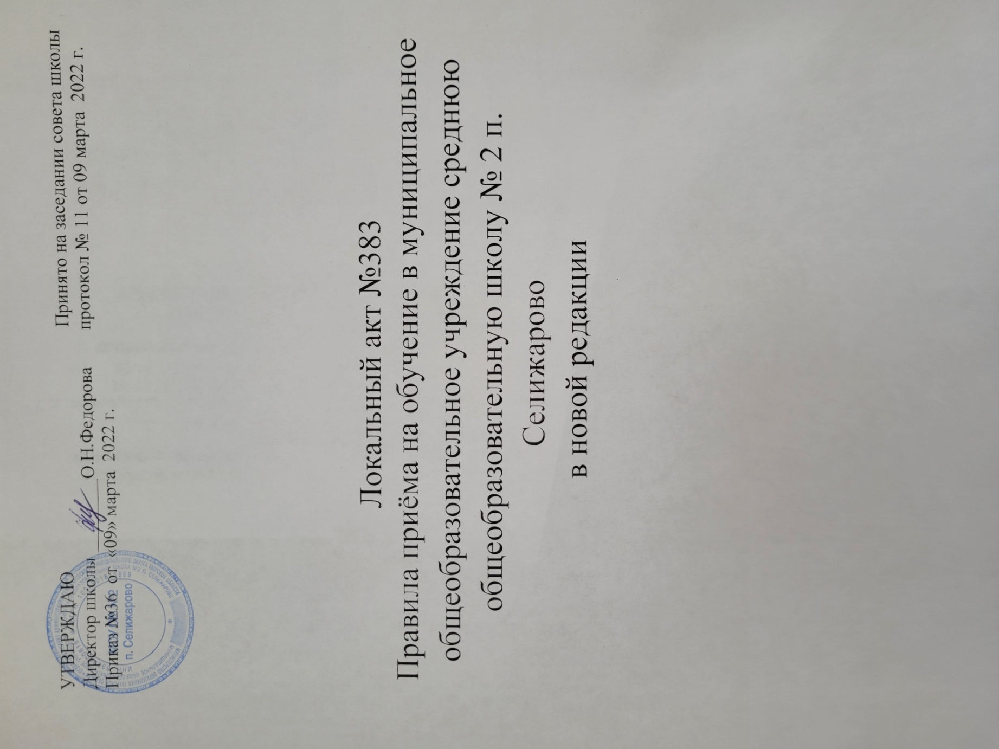 УТВЕРЖДАЮ
Директор школы О.Н.Федорова
Приказ №36 от «09» марта 2022 г.
Принято на заседании совета школы
протокол № 11 от 09 марта 2022 г.
п. Селижарово
Локальный акт №383
Правила приёма на обучение в муниципальное
общеобразовательное учреждение среднюю
общеобразовательную школу № 2 п.
Селижарово
в новой редакции